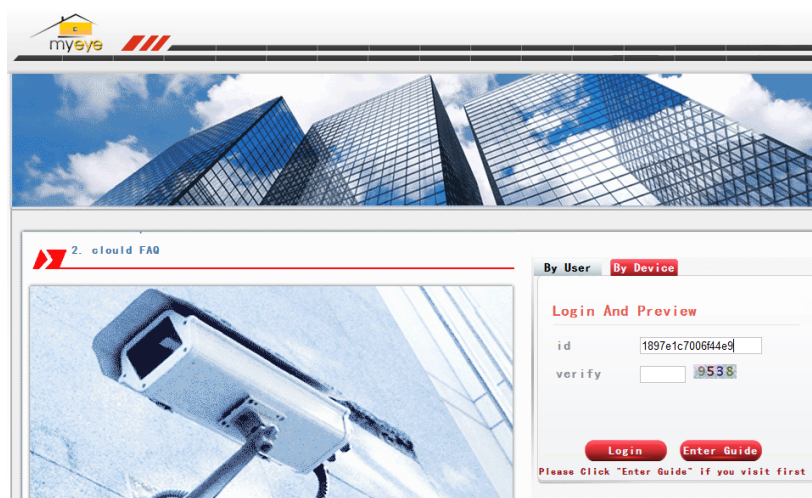 myeye
2. clould FAQ
By User By Device
Login And Preview
id 1897e1c7006f44e9
verify 9538
Login Enter Guide
Please Click "Enter Guide" if you visit first